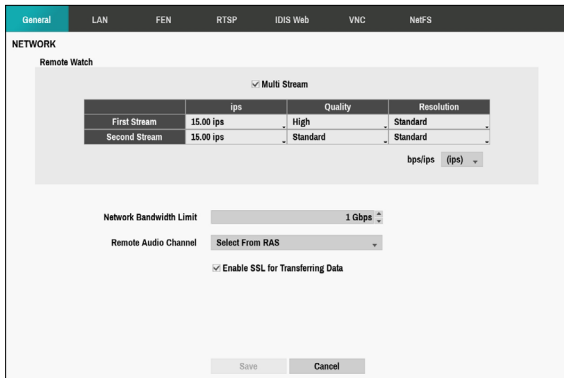 General LAN FEN RTSP IDIS Web VNC NetFS
NETWORK
Remote Watch
Multi Stream
ips Quality Resolution
First Stream 15.00 ips High Standard
Second Stream 15.00 ips Standard Standard
bps/ips (ips)
Network Bandwidth Limit 1 Gbps
Remote Audio Channel Select From RAS
Enable SSL for Transferring Data
Save Cancel